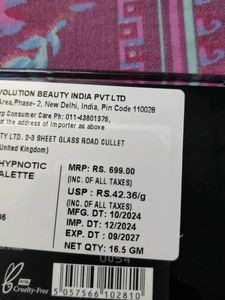 VOLUTION BEAUTY INDIA PVT LTD
Area, Phase- 2, New Delhi, India, Pin Code 110028
Consumer Care Ph:- 011-43801376,
at the address of Importer as above
TY LTD. 2-3 SHEET GLASS ROAD CULLET
United Kingdom)
HYPNOTIC
ALETTE
MRP: RS. 699.00
(INC. OF ALL TAXES)
USP : RS.42.36/g
(INC. OF ALL TAXES)
MFG. DT : 10/2024
IMP. DT : 12/2024
EXP. DT : 09/2027
NET QTY: 16.5 GM
Cruelty-Free
5 057566 102810